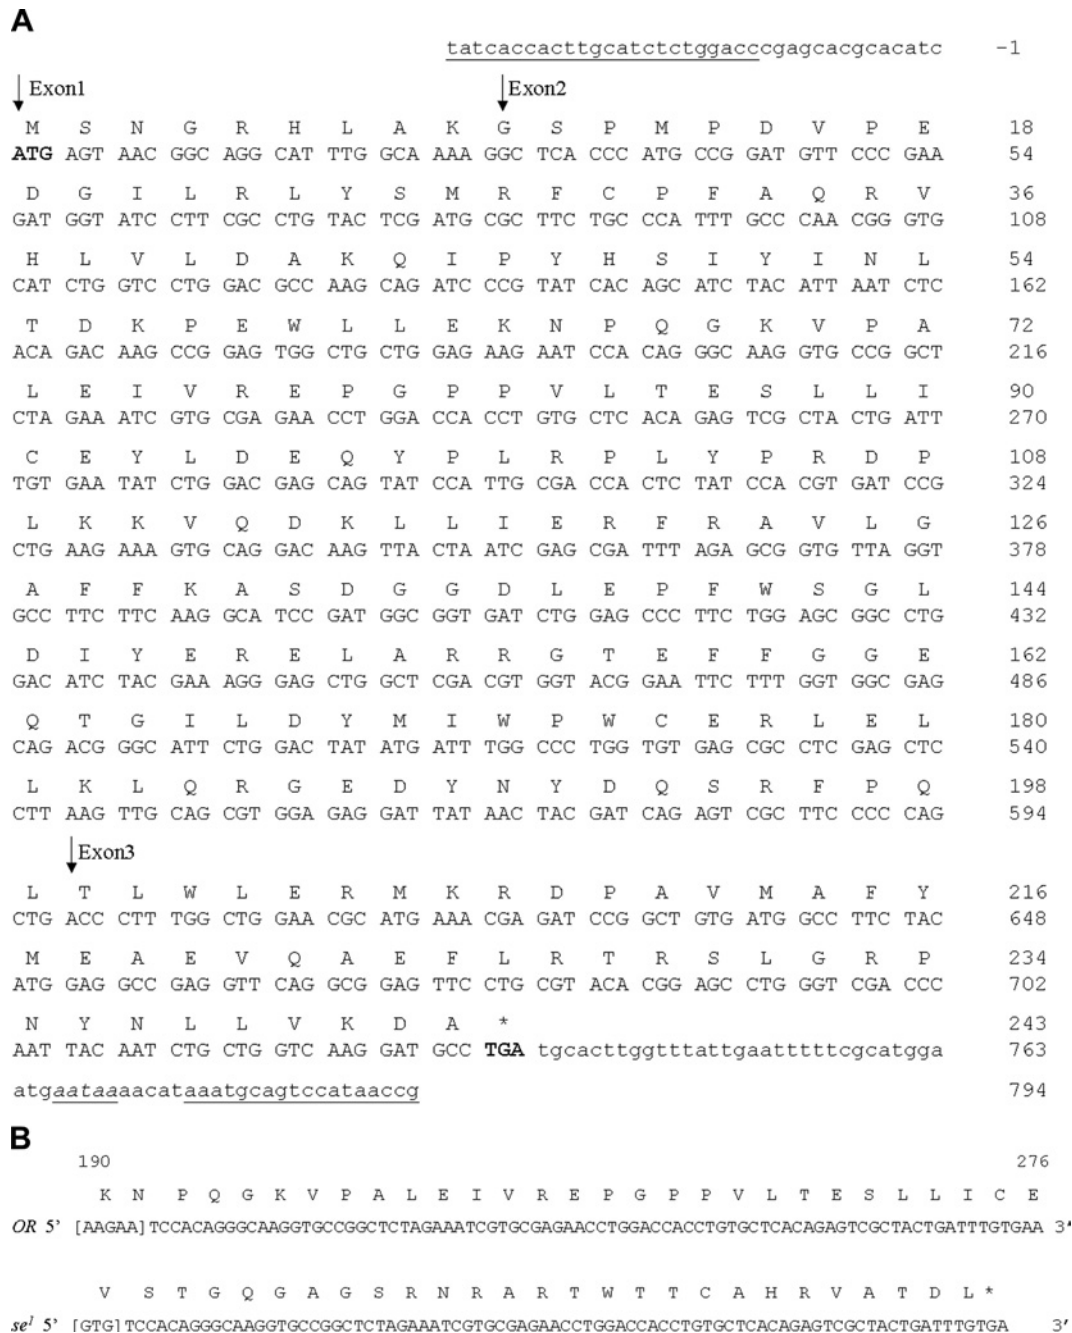 A
tatcaccacttgcatctctggacccgagcacgcacatc -1
Exon1 Exon2
M S N G R H L A K G S P M P D V P E 18
ATG AGT AAC GGC AGG CAT TTG GCA AAA GGC TCA CCC ATG CCG GAT GTT CCC GAA 54
D G I L R L Y S M R F C P F A Q R V 36
GAT GGT ATC CTT CGC CTG TAC TCG ATG CGC TTC TGC CCA TTT GCC CAA CGG GTG 108
H L V L D A K Q I P Y H S I Y I N L 54
CAT CTG GTC CTG GAC GCC AAG CAG ATC CCG TAT CAC AGC ATC TAC ATT AAT CTC 162
T D K P E W L L E K N P Q G K V P A 72
ACA GAC AAG CCG GAG TGG CTG CTG GAG AAG AAT CCA CAG GGC AAG GTG CCG GCT 216
L E I V R E P G P P V L T E S L L I 90
CTA GAA ATC GTG CGA GAA CCT GGA CCA CCT GTG CTC ACA GAG TCG CTA CTG ATT 270
C E Y L D E Q Y P L R P L Y P R D P 108
TGT GAA TAT CTG GAC GAG CAG TAT CCA TTG CGA CCA CTC TAT CCA CGT GAT CCG 324
L K K V Q D K L L I E R F R A V L G 126
CTG AAG AAA GTG CAG GAC AAG TTA CTA ATC GAG CGA TTT AGA GCG GTG TTA GGT 378
A F F K A S D G G D L E P F W S G L 144
GCC TTC TTC AAG GCA TCC GAT GGC GGT GAT CTG GAG CCC TTC TGG AGC GGC CTG 432
D I Y E R E L A R R G T E F F G G E 162
GAC ATC TAC GAA AGG GAG CTG GCT CGA CGT GGT ACG GAA TTC TTT GGT GGC GAG 486
Q T G I L D Y M I W P W C E R L E L 180
CAG ACG GGC ATT CTG GAC TAT ATG ATT TGG CCC TGG TGT GAG CGC CTC GAG CTC 540
L K L Q R G E D Y N Y D Q S R F P Q 198
CTT AAG TTG CAG CGT GGA GAG GAT TAT AAC TAC GAT CAG AGT CGC TTC CCC CAG 594
Exon3
L T L W L E R M K R D P A V M A F Y 216
CTG ACC CTT TGG CTG GAA CGC ATG AAA CGA GAT CCG GCT GTG ATG GCC TTC TAC 648
M E A E V Q A E F L R T R S L G R P 234
ATG GAG GCC GAG GTT CAG GCG GAG TTC CTG CGT ACA CGG AGC CTG GGT CGA CCC 702
N Y N L L V K D A * 243
AAT TAC AAT CTG CTG GTC AAG GAT GCC TGA tgcacttggtttattgaatttttcgcatgga 763
atgaataaaacataaatgcagtccataaccg 794
B
190 276
K N P Q G K V P A L E I V R E P G P P V L T E S L L I C E
OR 5' [AAGAA]TCCACAGGGCAAGGTGCCGGCTCTAGAAATCGTGCGAGAACCTGGACCACCTGTGCTCACAGAGTCGCTACTGATTTGTGAA 3'
V S T G Q G A G S R N R A R T W T T C A H R V A T D L *
se¹ 5' [GTG]TCCACAGGGCAAGGTGCCGGCTCTAGAAATCGTGCGAGAACCTGGACCACCTGTGCTCACAGAGTCGCTACTGATTTGTGA 3'